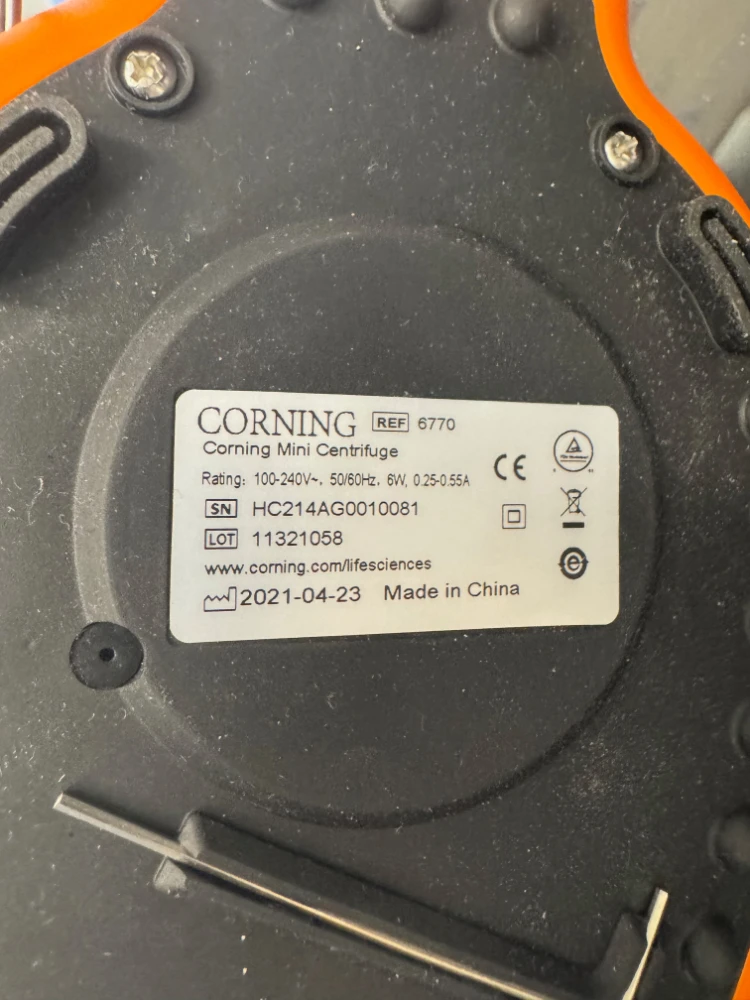 CORNING REF 6770
Corning Mini Centrifuge
Rating: 100-240V~, 50/60Hz, 6W, 0.25-0.55A
SN HC214AG0010081
LOT 11321058
www.corning.com/lifesciences
2021-04-23 Made in China
CE
e